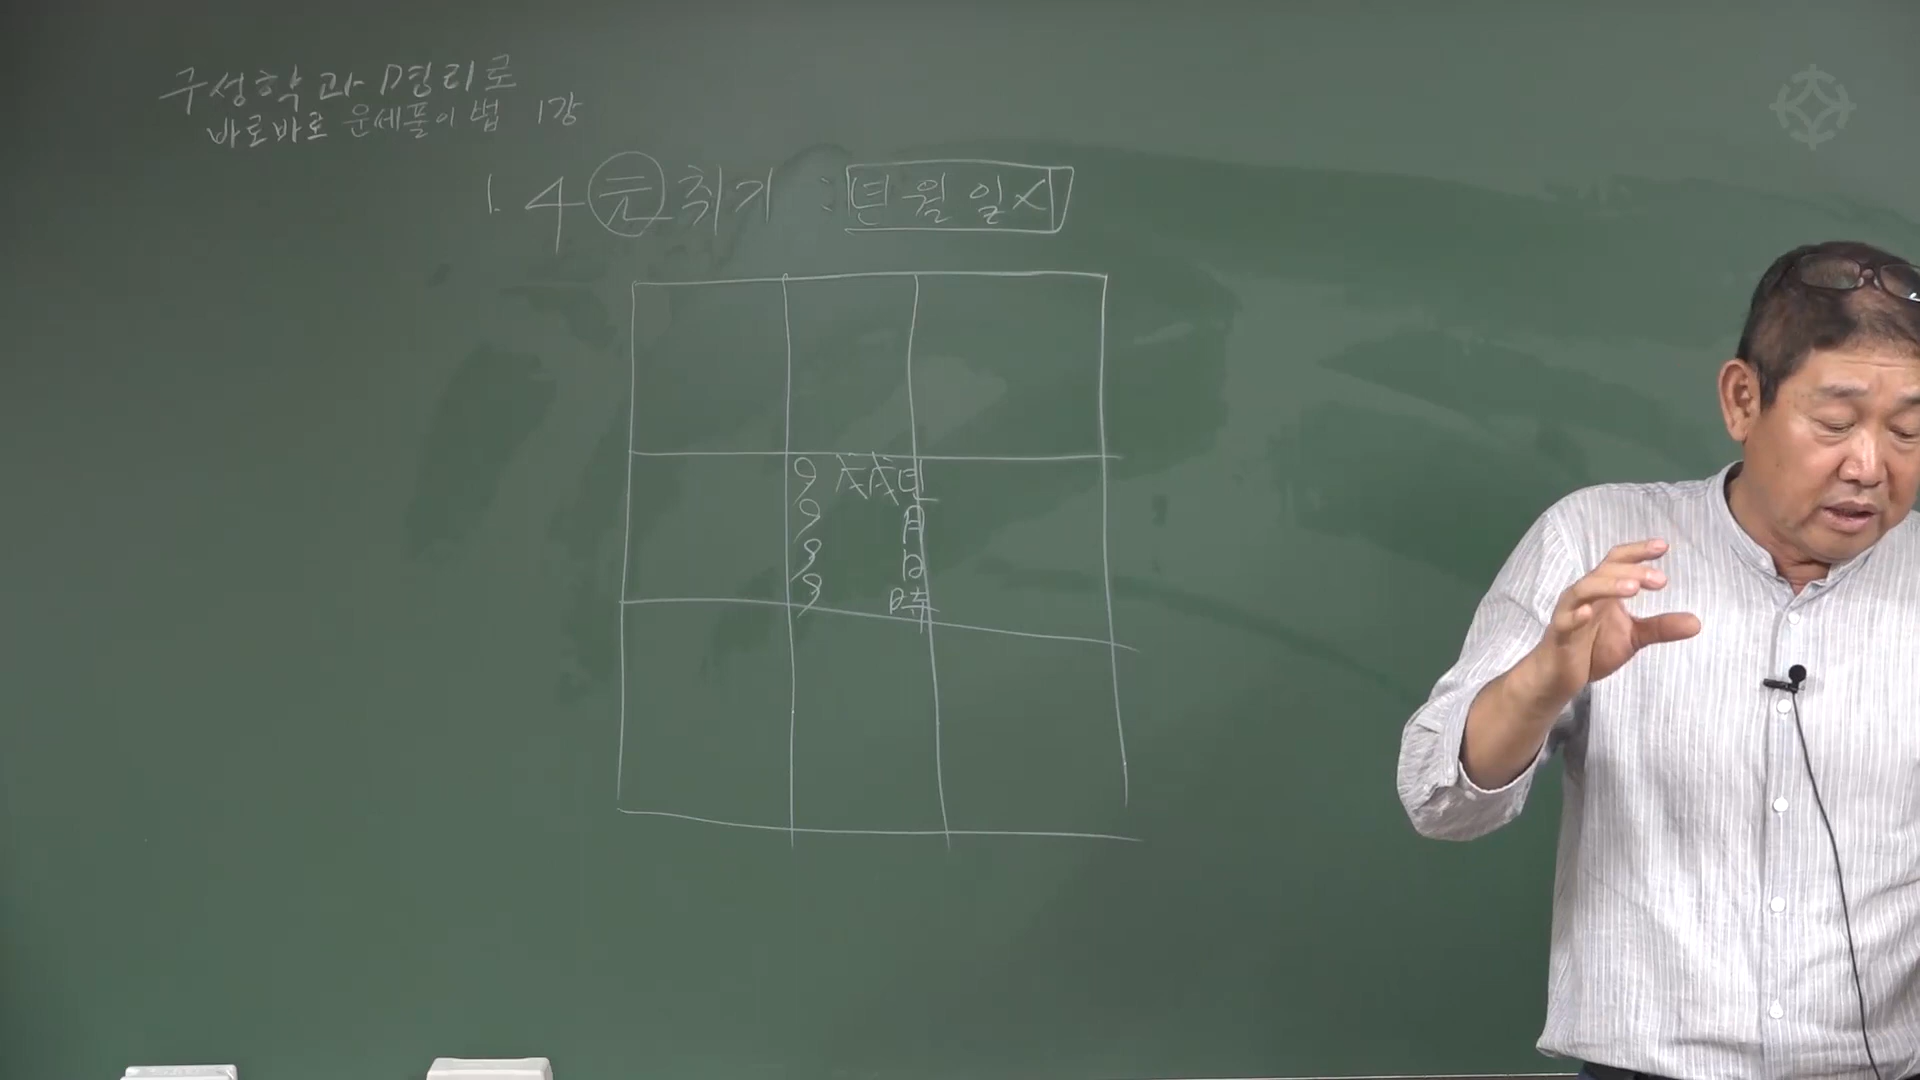 구성학과 명리로
바로바로 운세풀이법 1강
1. 4元취기 : 년월일시
9 戊戌년
9 月
9 日
9 時